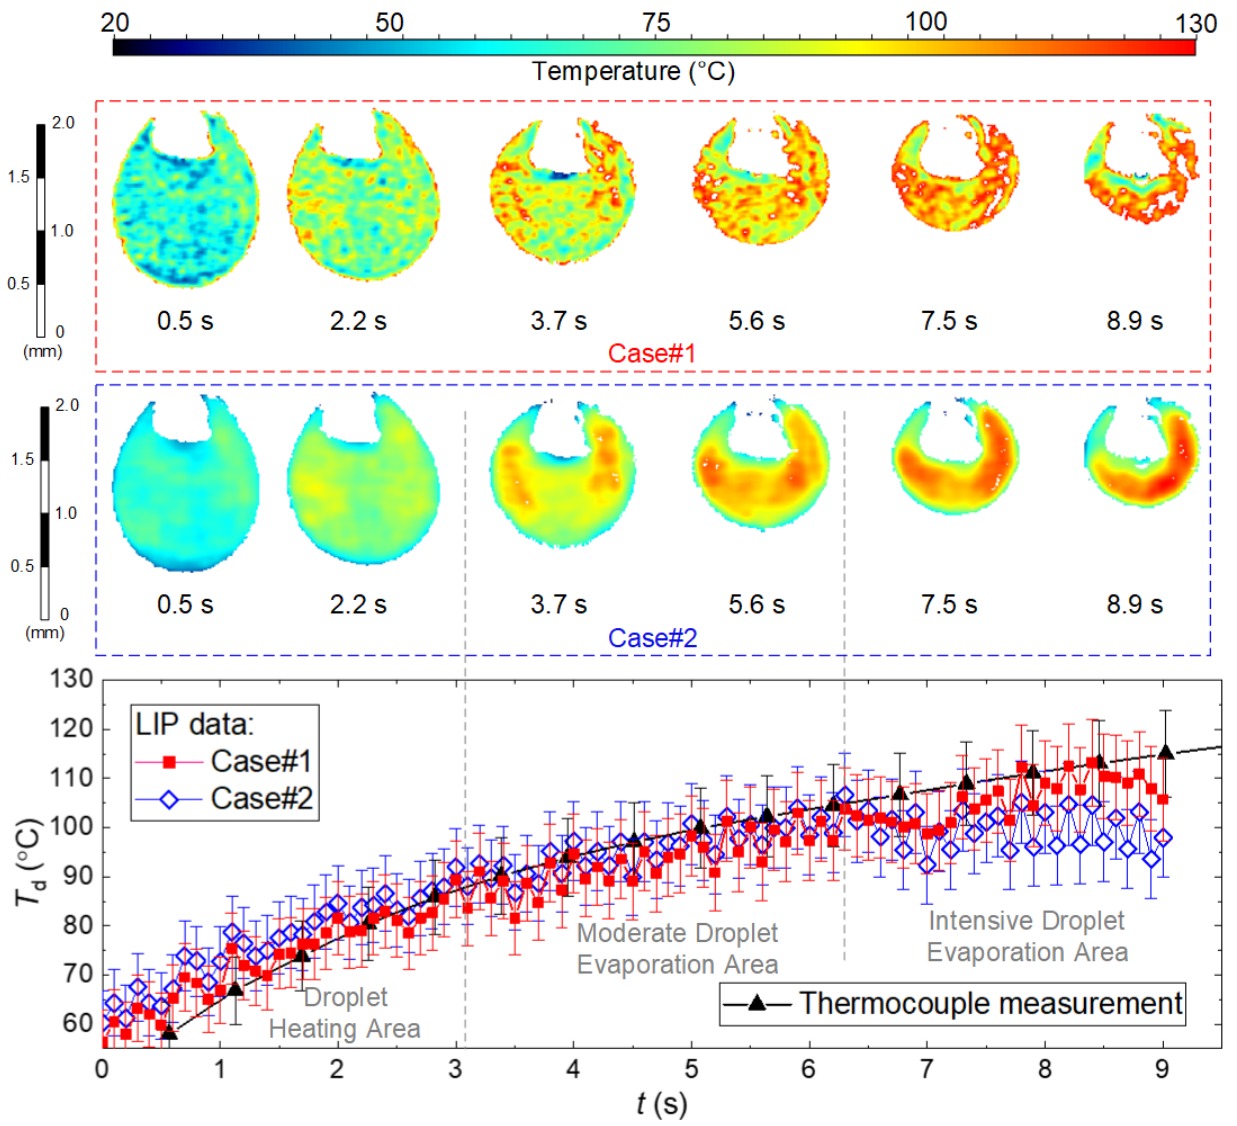 20 50 75 100 130
Temperature (°C)
2.0
1.5
1.0
0.5
0
(mm)
0.5 s 2.2 s 3.7 s 5.6 s 7.5 s 8.9 s
Case#1
2.0
1.5
1.0
0.5
0
(mm)
0.5 s 2.2 s 3.7 s 5.6 s 7.5 s 8.9 s
Case#2
130
120
110
100
90
80
70
60
T_d (°C)
LIP data:
Case#1
Case#2
Droplet
Heating Area
Moderate Droplet
Evaporation Area
Intensive Droplet
Evaporation Area
Thermocouple measurement
0 1 2 3 4 5 6 7 8 9
t (s)